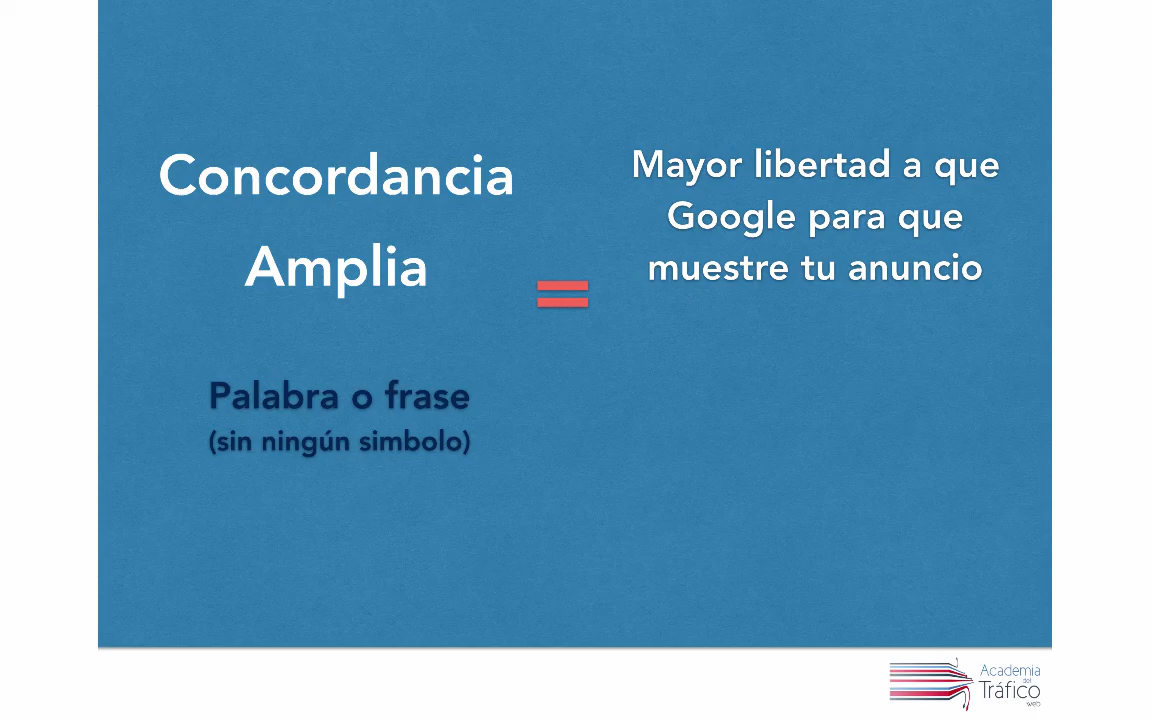 Concordancia
Amplia
Palabra o frase
(sin ningún simbolo)
=
Mayor libertad a que
Google para que
muestre tu anuncio
Academia
del
Tráfico
web